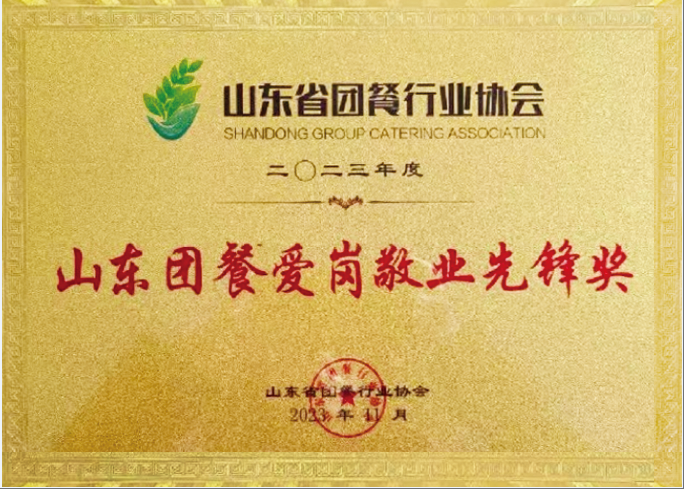 山东省团餐行业协会
SHANDONG GROUP CATERING ASSOCIATION
二〇二三年度
山东团餐爱岗敬业先锋奖
山东省团餐行业协会
2023 年 11 月